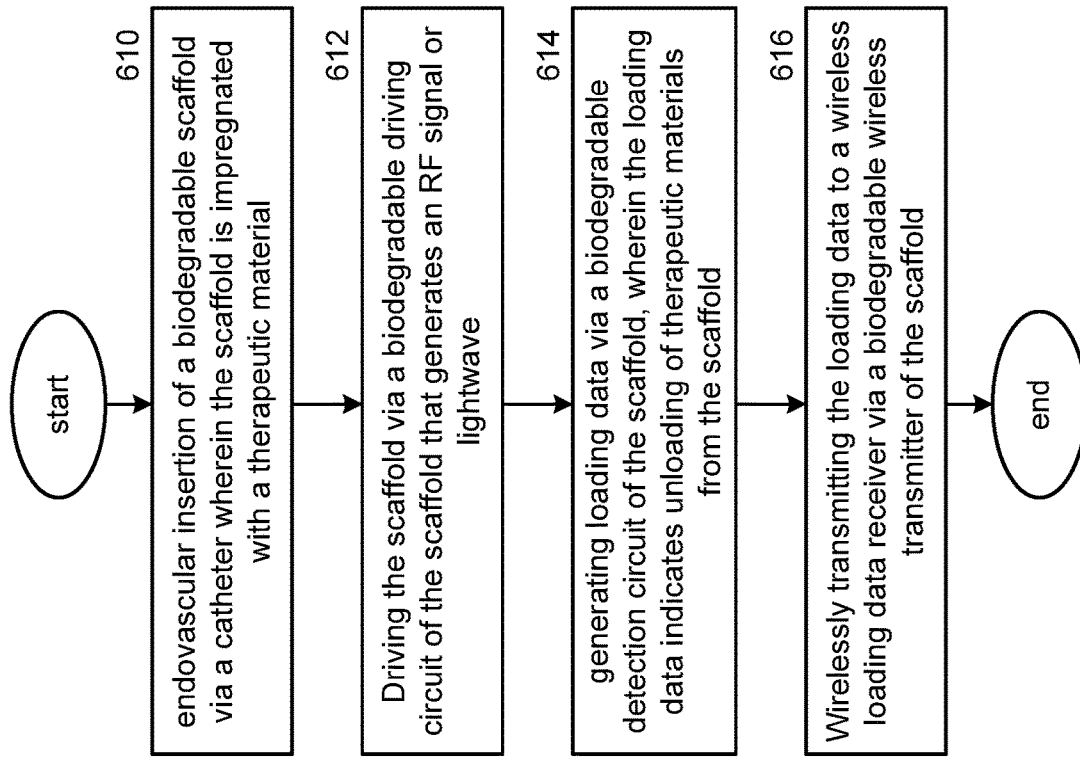 start
610
endovascular insertion of a biodegradable scaffold
via a catheter wherein the scaffold is impregnated
with a therapeutic material
612
Driving the scaffold via a biodegradable driving
circuit of the scaffold that generates an RF signal or
lightwave
614
generating loading data via a biodegradable
detection circuit of the scaffold, wherein the loading
data indicates unloading of therapeutic materials
from the scaffold
616
Wirelessly transmitting the loading data to a wireless
loading data receiver via a biodegradable wireless
transmitter of the scaffold
end